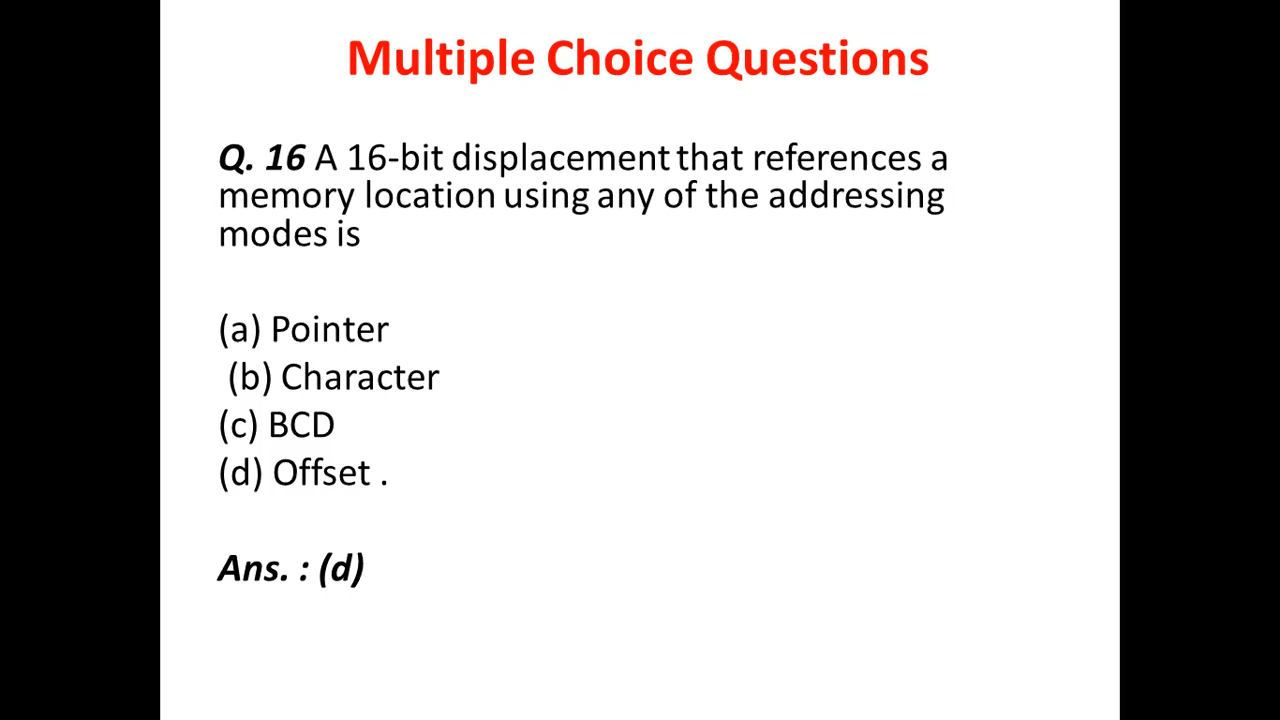 Multiple Choice Questions
Q. 16 A 16-bit displacement that references a
memory location using any of the addressing
modes is
(a) Pointer
(b) Character
(c) BCD
(d) Offset .
Ans. : (d)